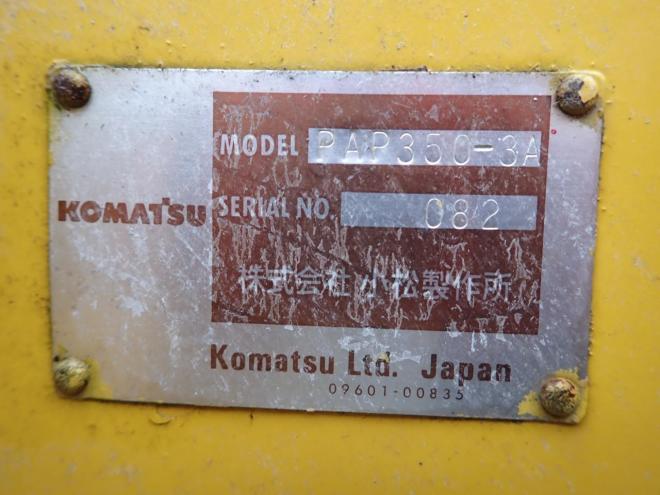 MODEL PAP350-3A
KOMATSU
SERIAL NO. 082
株式会社 小松製作所
Komatsu Ltd. Japan
09601-00835